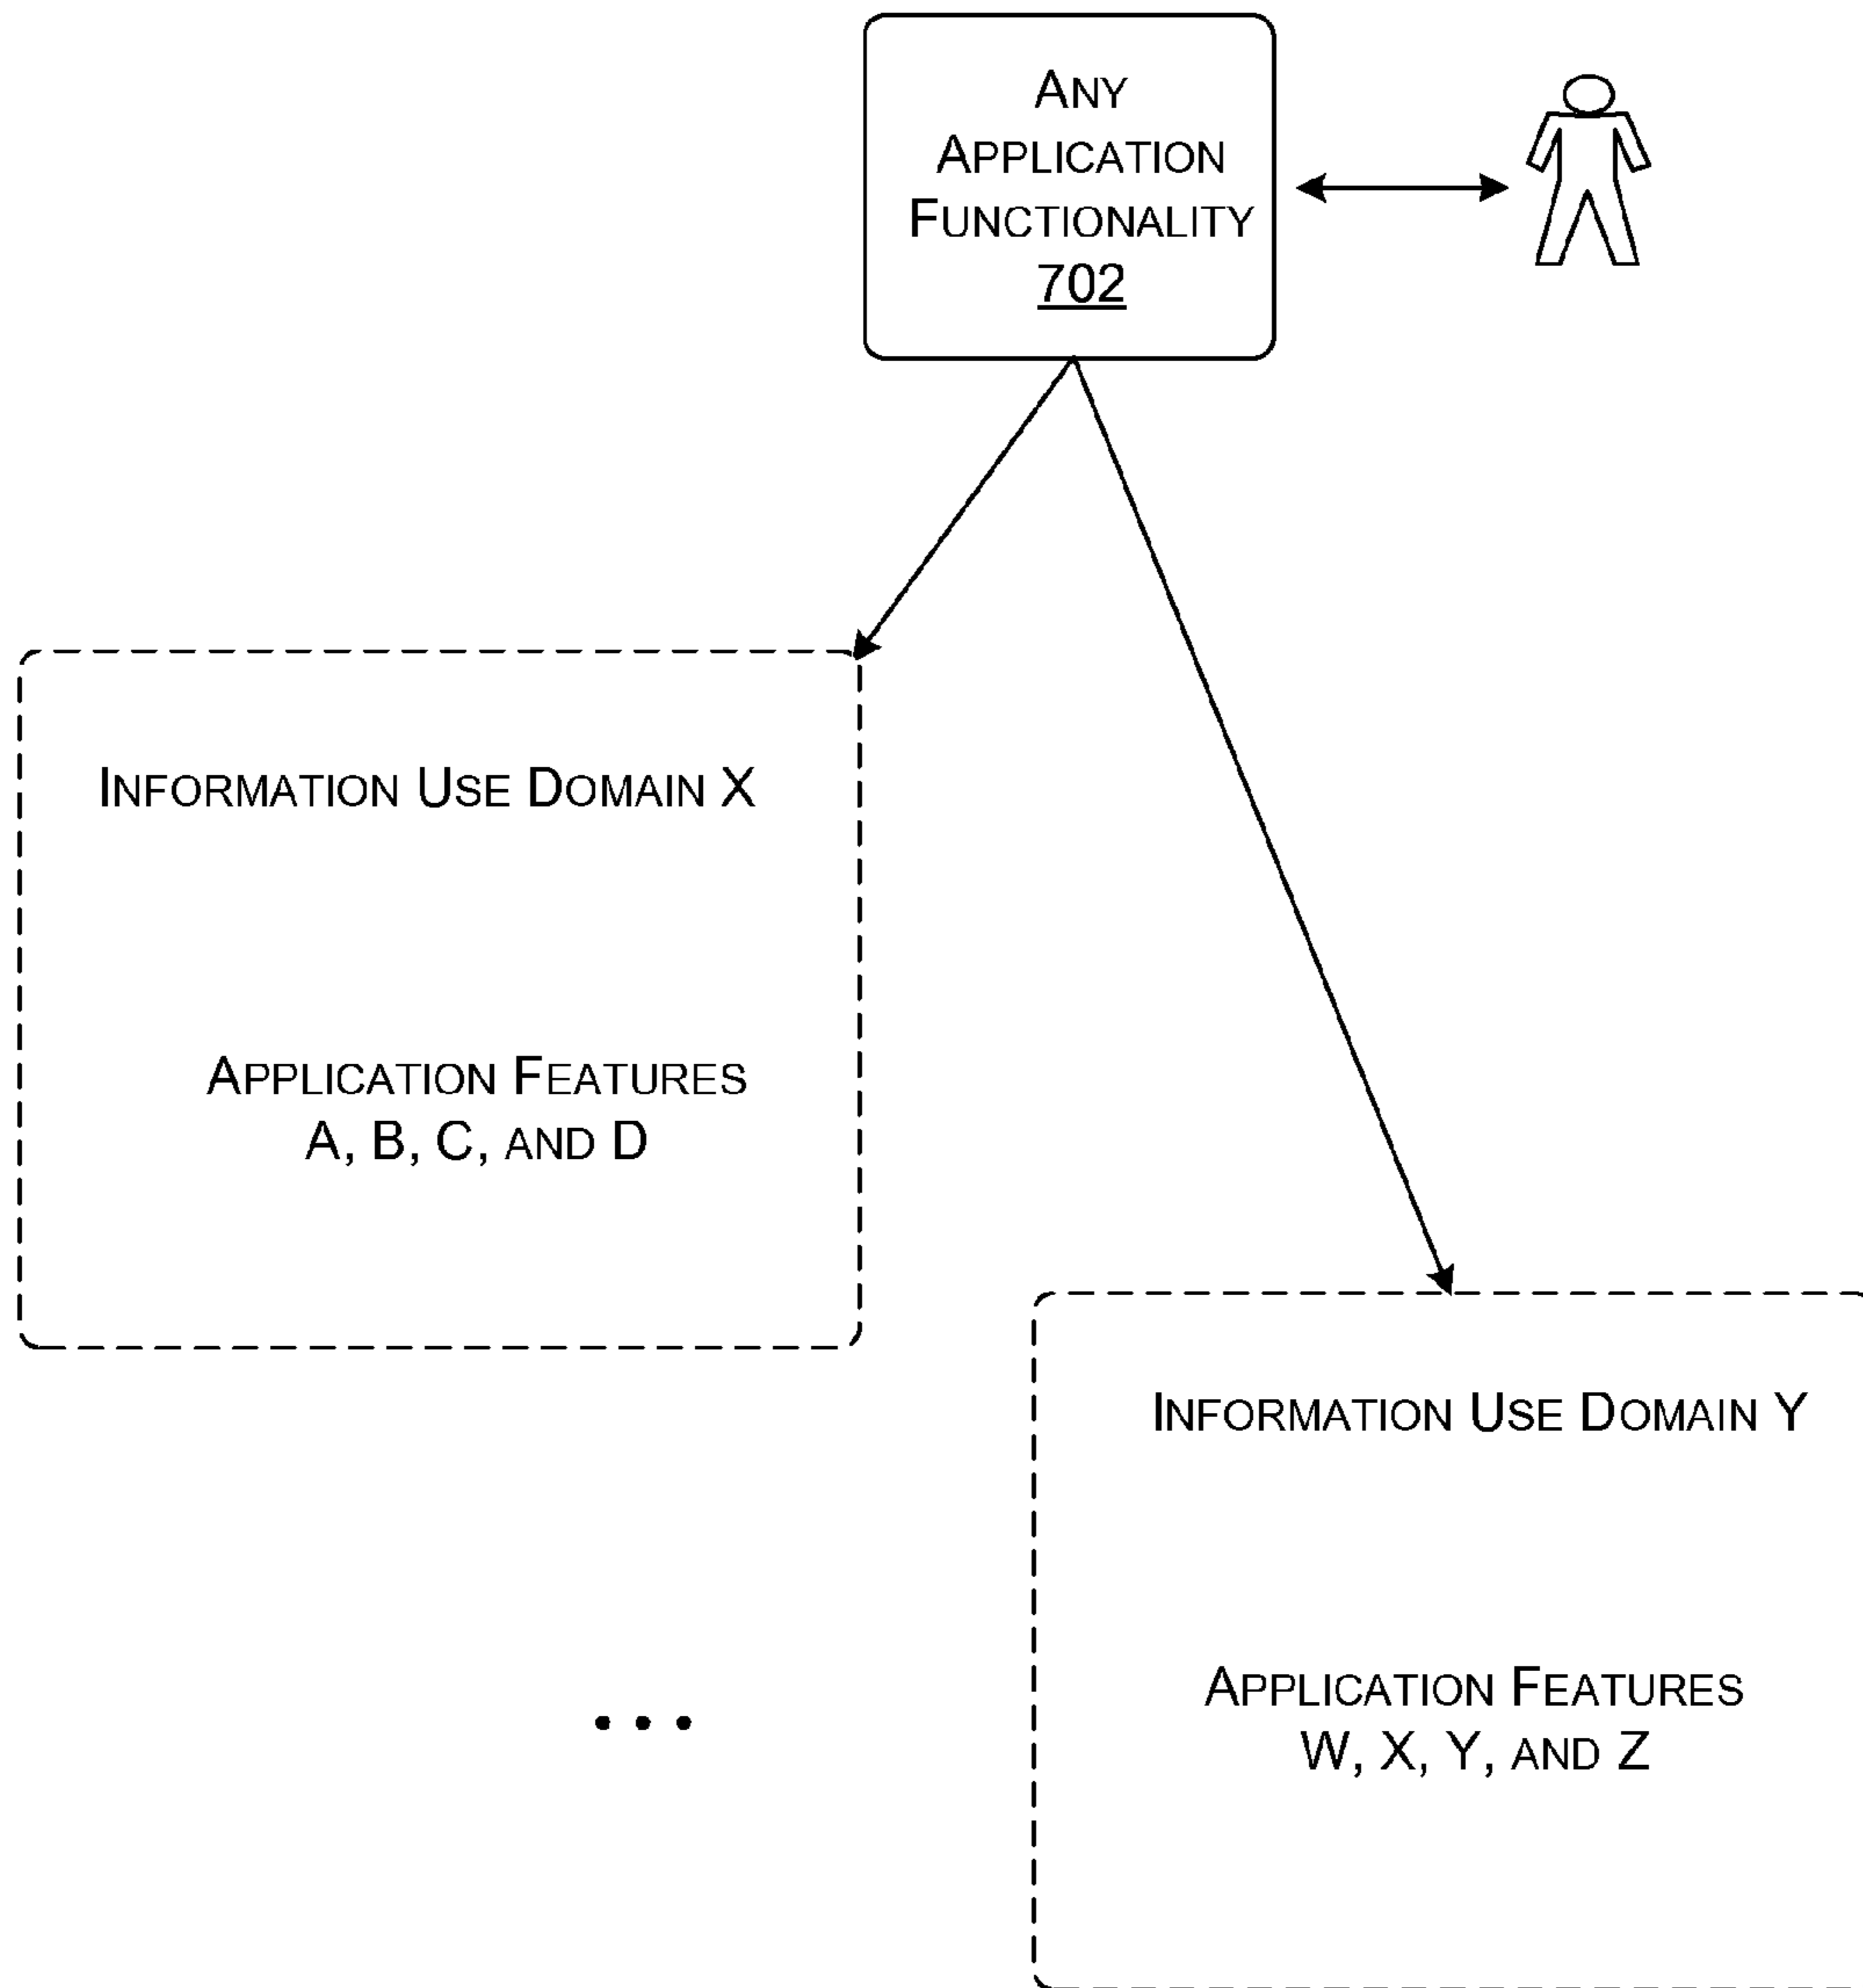 ANY
APPLICATION
FUNCTIONALITY
702
INFORMATION USE DOMAIN X
APPLICATION FEATURES
A, B, C, AND D
INFORMATION USE DOMAIN Y
APPLICATION FEATURES
W, X, Y, AND Z
...